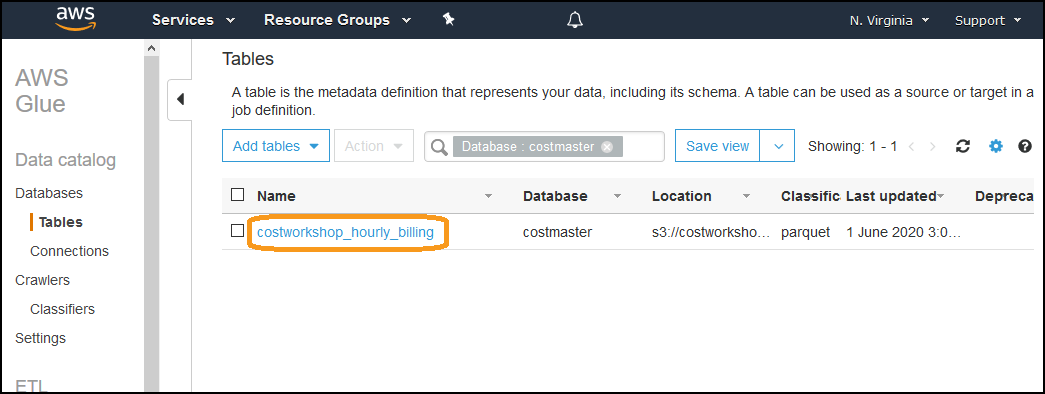 aws Services Resource Groups N. Virginia Support
AWS
Glue
Data catalog
Databases
Tables
Connections
Crawlers
Classifiers
Settings
ETL
Tables
A table is the metadata definition that represents your data, including its schema. A table can be used as a source or target in a
job definition.
Add tables Action Database : costmaster Save view Showing: 1 - 1
Name Database Location Classific Last updated Depreca
costworkshop_hourly_billing costmaster s3://costworksho... parquet 1 June 2020 3:0...